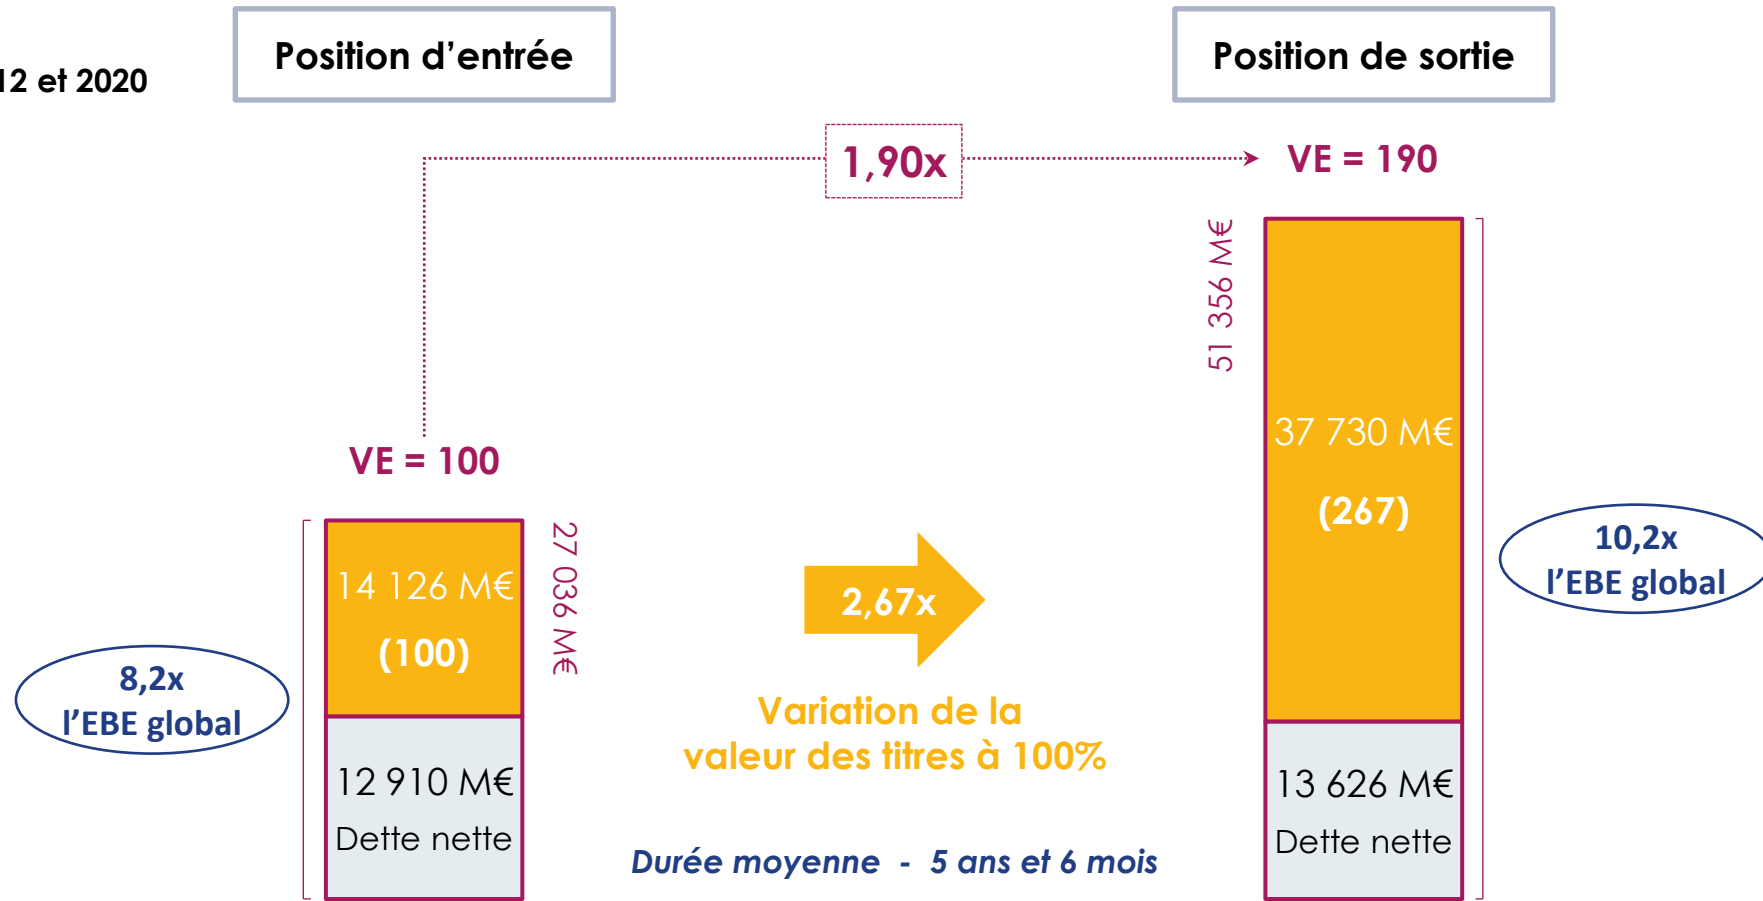 12 et 2020
Position d’entrée
Position de sortie
1,90x
VE = 190
51 356 M€
37 730 M€
(267)
VE = 100
27 036 M€
14 126 M€
(100)
2,67x
10,2x
l’EBE global
8,2x
l’EBE global
Variation de la
valeur des titres à 100%
12 910 M€
Dette nette
13 626 M€
Dette nette
Durée moyenne - 5 ans et 6 mois